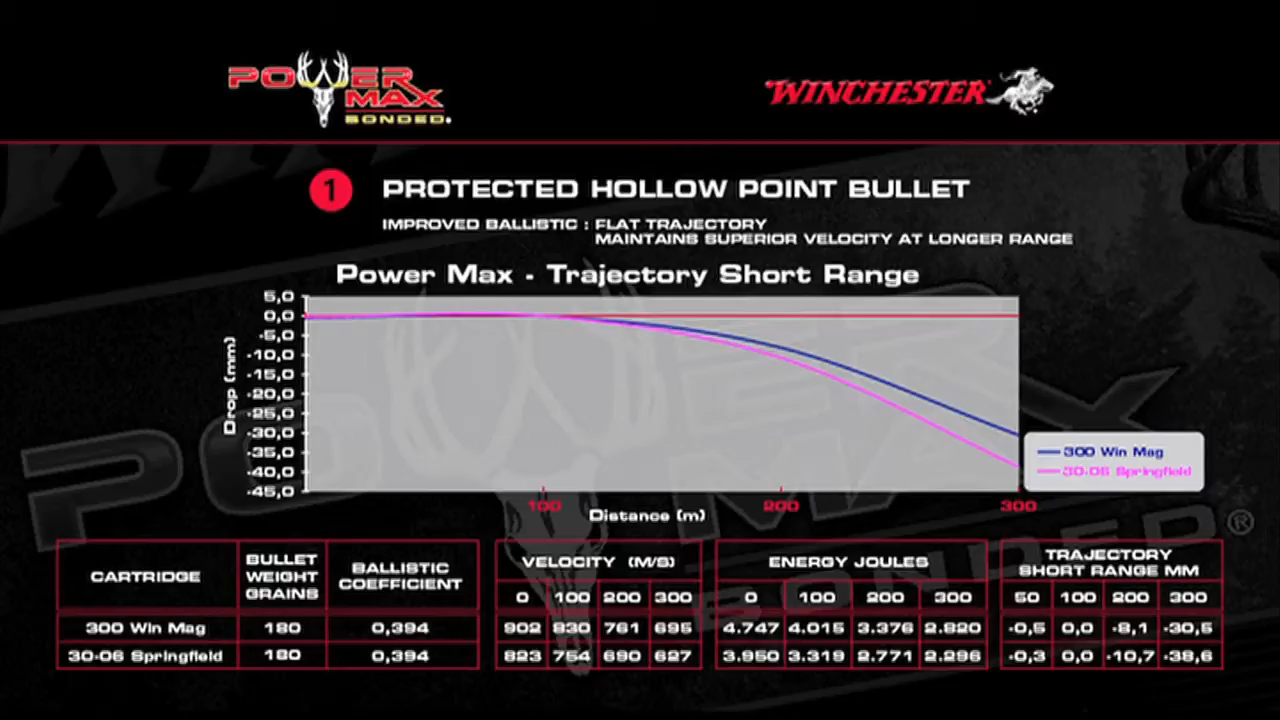 POWER
MAX
BONDED®
WINCHESTER
1
PROTECTED HOLLOW POINT BULLET
IMPROVED BALLISTIC : FLAT TRAJECTORY
MAINTAINS SUPERIOR VELOCITY AT LONGER RANGE
Power Max - Trajectory Short Range
5,0
0,0
-5,0
-10,0
-15,0
-20,0
-25,0
-30,0
-35,0
-40,0
-45,0
Drop (mm)
300 Win Mag
30-06 Springfield
100 200 300
Distance (m)
CARTRIDGE
BULLET
WEIGHT
GRAINS
BALLISTIC
COEFFICIENT
VELOCITY (M/S)
ENERGY JOULES
TRAJECTORY
SHORT RANGE MM
0 100 200 300 0 100 200 300 50 100 200 300
300 Win Mag 180 0,394 902 830 761 695 4.747 4.015 3.376 2.820 -0,5 0,0 -8,1 -30,5
30-06 Springfield 180 0,394 823 754 690 627 3.950 3.319 2.771 2.296 -0,3 0,0 -10,7 -38,6
POWER
MAX
BONDED®